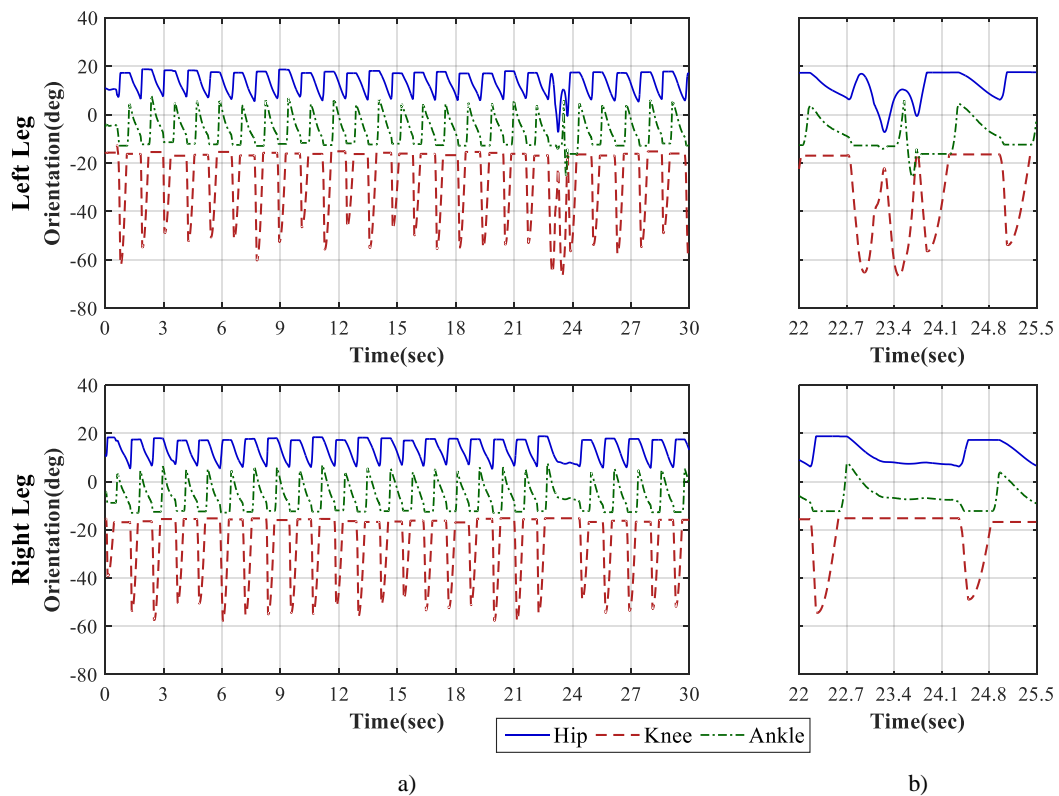 40
20
0
-20
-40
-60
-80
Left Leg
Orientation(deg)
0 3 6 9 12 15 18 21 24 27 30
Time(sec)
22 22.7 23.4 24.1 24.8 25.5
Time(sec)
40
20
0
-20
-40
-60
-80
Right Leg
Orientation(deg)
0 3 6 9 12 15 18 21 24 27 30
Time(sec)
22 22.7 23.4 24.1 24.8 25.5
Time(sec)
Hip Knee Ankle
a) b)